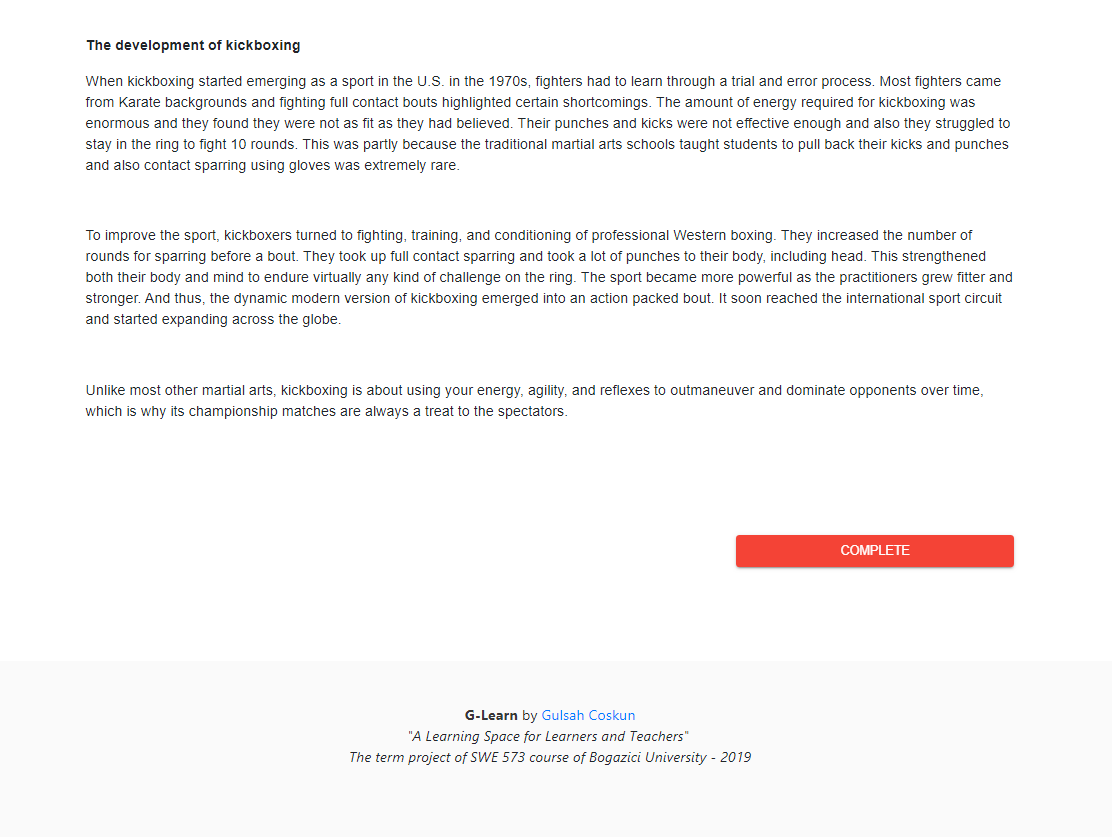 The development of kickboxing
When kickboxing started emerging as a sport in the U.S. in the 1970s, fighters had to learn through a trial and error process. Most fighters came
from Karate backgrounds and fighting full contact bouts highlighted certain shortcomings. The amount of energy required for kickboxing was
enormous and they found they were not as fit as they had believed. Their punches and kicks were not effective enough and also they struggled to
stay in the ring to fight 10 rounds. This was partly because the traditional martial arts schools taught students to pull back their kicks and punches
and also contact sparring using gloves was extremely rare.
To improve the sport, kickboxers turned to fighting, training, and conditioning of professional Western boxing. They increased the number of
rounds for sparring before a bout. They took up full contact sparring and took a lot of punches to their body, including head. This strengthened
both their body and mind to endure virtually any kind of challenge on the ring. The sport became more powerful as the practitioners grew fitter and
stronger. And thus, the dynamic modern version of kickboxing emerged into an action packed bout. It soon reached the international sport circuit
and started expanding across the globe.
Unlike most other martial arts, kickboxing is about using your energy, agility, and reflexes to outmaneuver and dominate opponents over time,
which is why its championship matches are always a treat to the spectators.
COMPLETE
G-Learn by Gulsah Coskun
"A Learning Space for Learners and Teachers"
The term project of SWE 573 course of Bogazici University - 2019